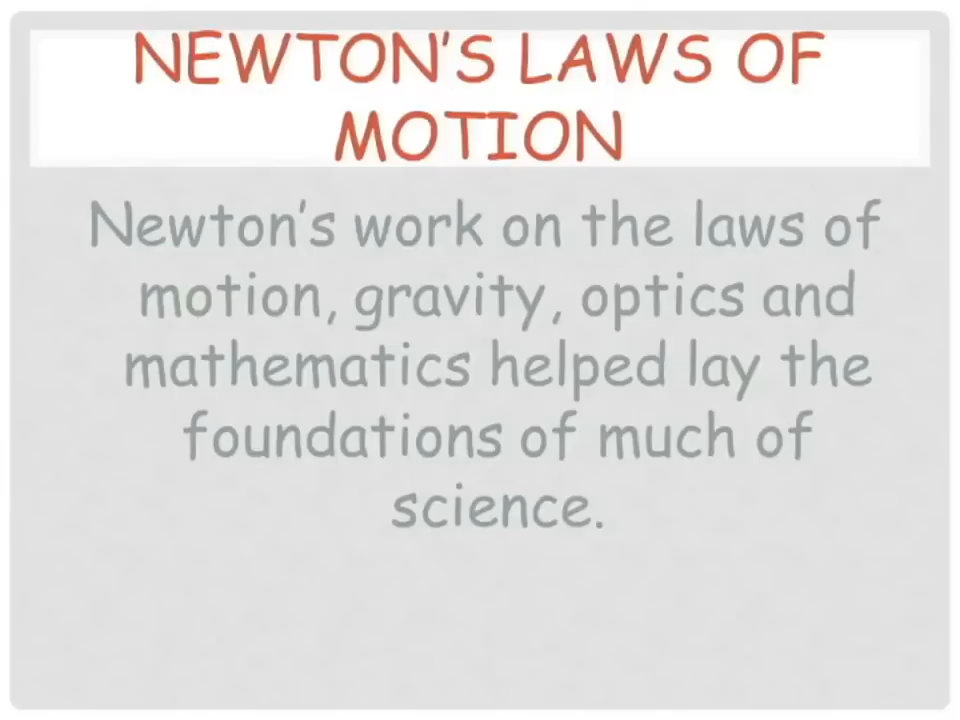 NEWTON'S LAWS OF
MOTION
Newton's work on the laws of
motion, gravity, optics and
mathematics helped lay the
foundations of much of
science.